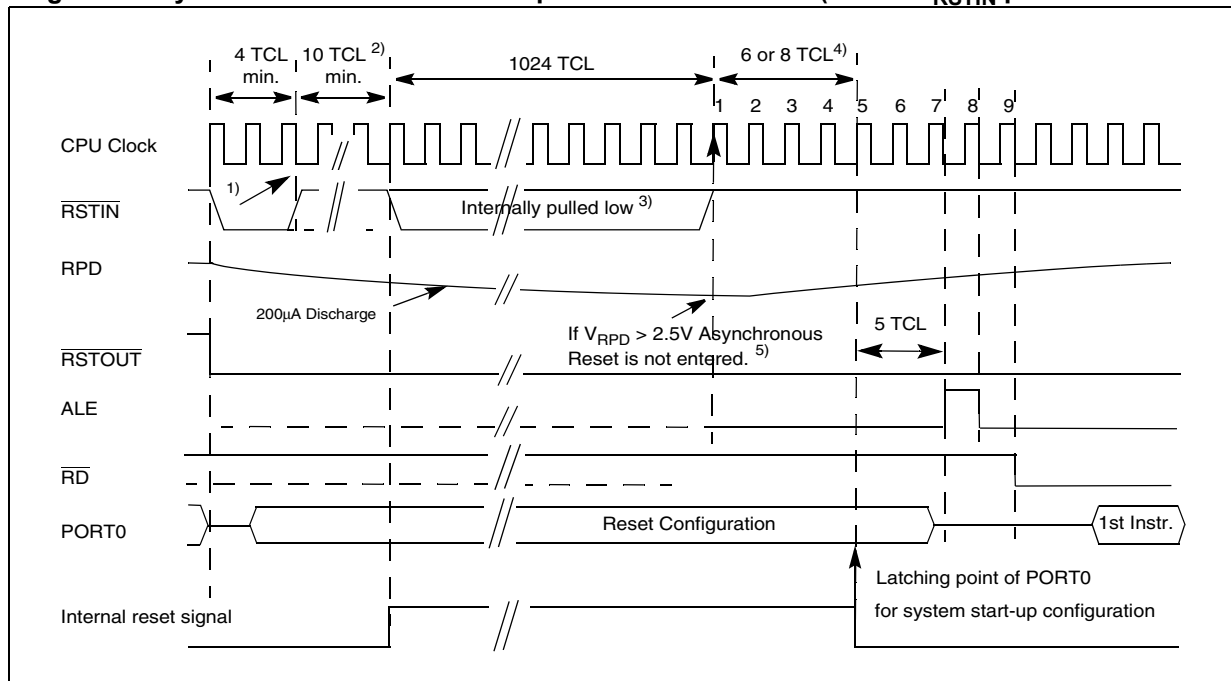 4 TCL min.
10 TCL 2) min.
1024 TCL
6 or 8 TCL4)
1 2 3 4 5 6 7 8 9
CPU Clock
1)
RSTIN
Internally pulled low 3)
RPD
200µA Discharge
If VRPD > 2.5V Asynchronous
Reset is not entered. 5)
5 TCL
RSTOUT
ALE
RD
PORT0
Reset Configuration
1st Instr.
Latching point of PORT0
for system start-up configuration
Internal reset signal